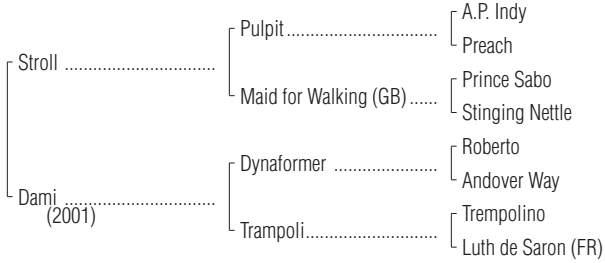 A.P. Indy
Pulpit
Preach
Stroll
Prince Sabo
Maid for Walking (GB)
Stinging Nettle
Roberto
Dynaformer
Andover Way
Dami
(2001)
Trempolino
Trampoli
Luth de Saron (FR)